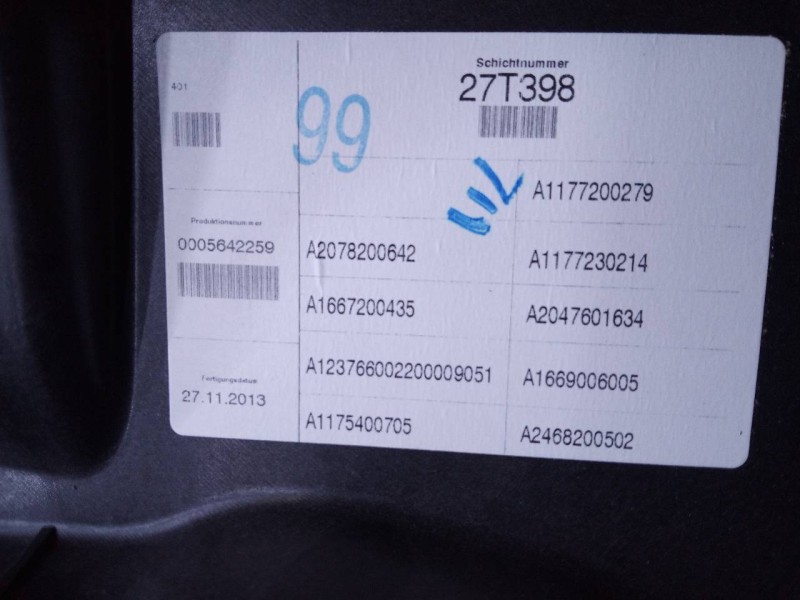 401
99
Schichtnummer
27T398
Produktionsnummer
0005642259
Fertigungsdatum
27.11.2013
A2078200642
A1667200435
A123766002200009051
A1175400705
A1177200279
A1177230214
A2047601634
A1669006005
A2468200502